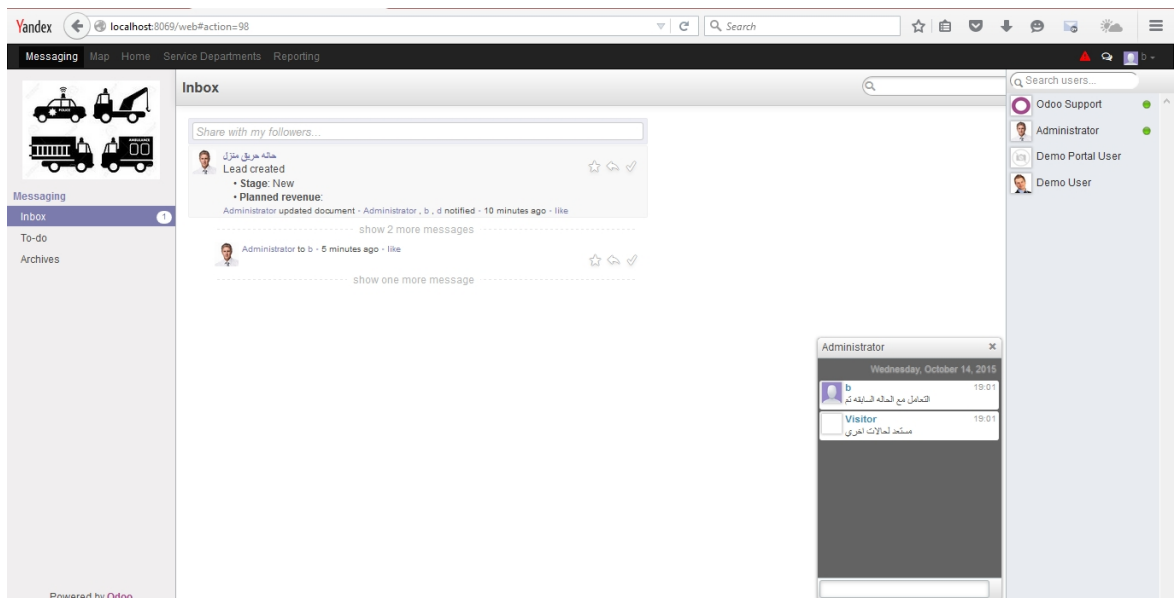 Yandex
localhost:8069/web#action=98
Search
Messaging Map Home Service Departments Reporting
b
POLICE
AMBULANCE
Messaging
Inbox 1
To-do
Archives
Powered by Odoo
Inbox
Share with my followers...
حاله حريق منزل
Lead created
• Stage: New
• Planned revenue:
Administrator updated document - Administrator , b , d notified - 10 minutes ago - like
show 2 more messages
Administrator to b - 5 minutes ago - like
show one more message
Administrator ×
Wednesday, October 14, 2015
b 19:01
التعامل مع الحاله السابقه تم
Visitor 19:01
مستعد لحالات اخرى
Search users...
Odoo Support
Administrator
Demo Portal User
Demo User